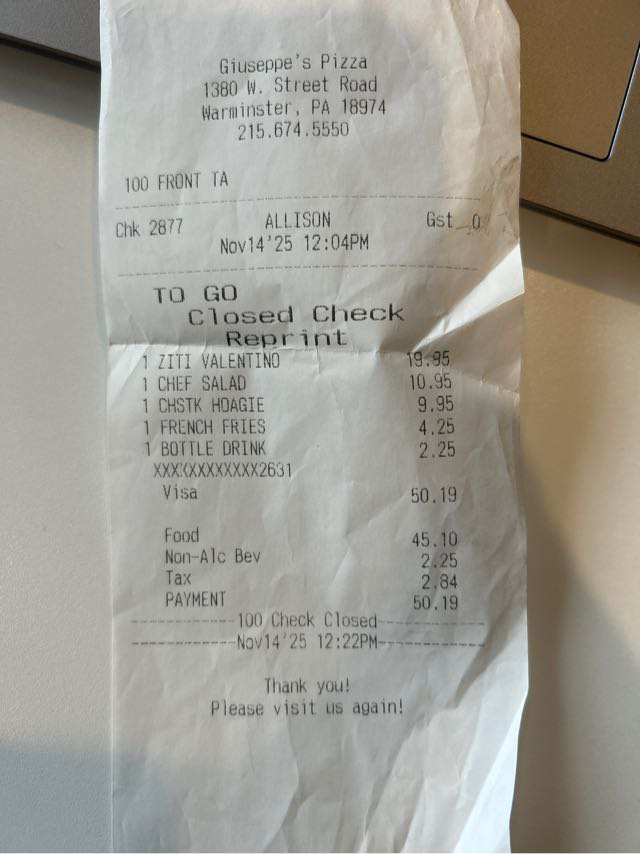 Giuseppe's Pizza
1380 W. Street Road
Warminster, PA 18974
215.674.5550
100 FRONT TA
Chk 2877 ALLISON Gst 0
Nov14'25 12:04PM
TO GO
Closed Check
Reprint
1 ZITI VALENTINO 19.95
1 CHEF SALAD 10.95
1 CHSTK HOAGIE 9.95
1 FRENCH FRIES 4.25
1 BOTTLE DRINK 2.25
XXXXXXXXXXXX2631
Visa 50.19
Food 45.10
Non-Alc Bev 2.25
Tax 2.84
PAYMENT 50.19
100 Check Closed
Nov14'25 12:22PM
Thank you!
Please visit us again!